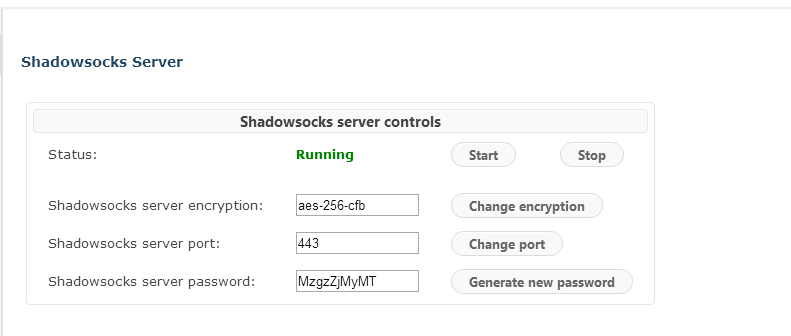 Shadowsocks Server
Shadowsocks server controls
Status: Running Start Stop
Shadowsocks server encryption: aes-256-cfb Change encryption
Shadowsocks server port: 443 Change port
Shadowsocks server password: MzgzZjMyMT Generate new password